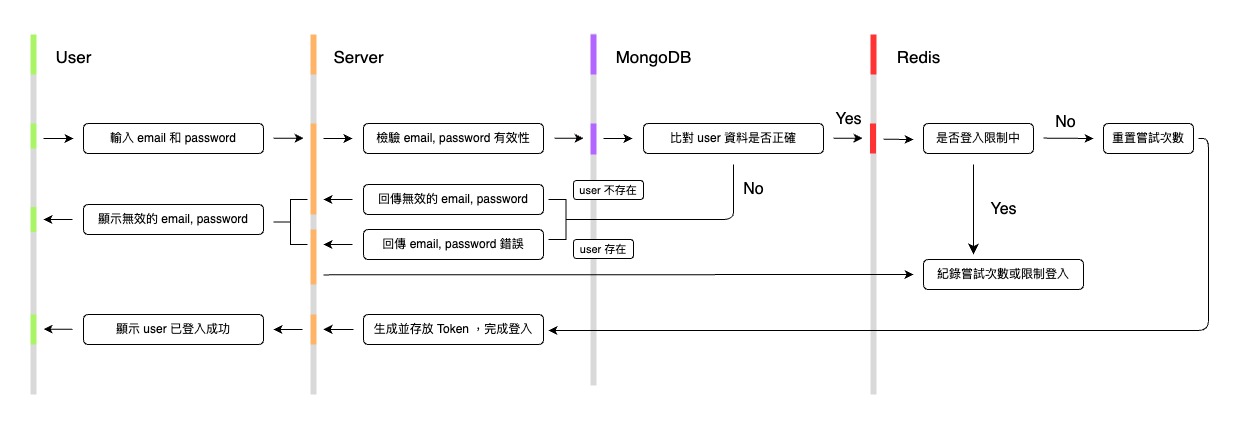 User
Server
MongoDB
Redis
輸入 email 和 password
檢驗 email, password 有效性
比對 user 資料是否正確
Yes
是否登入限制中
No
重置嘗試次數
No
user 不存在
回傳無效的 email, password
顯示無效的 email, password
Yes
回傳 email, password 錯誤
user 存在
紀錄嘗試次數或限制登入
顯示 user 已登入成功
生成並存放 Token ，完成登入